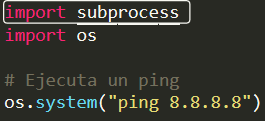 import subprocess
import os
# Ejecuta un ping
os.system("ping 8.8.8.8")